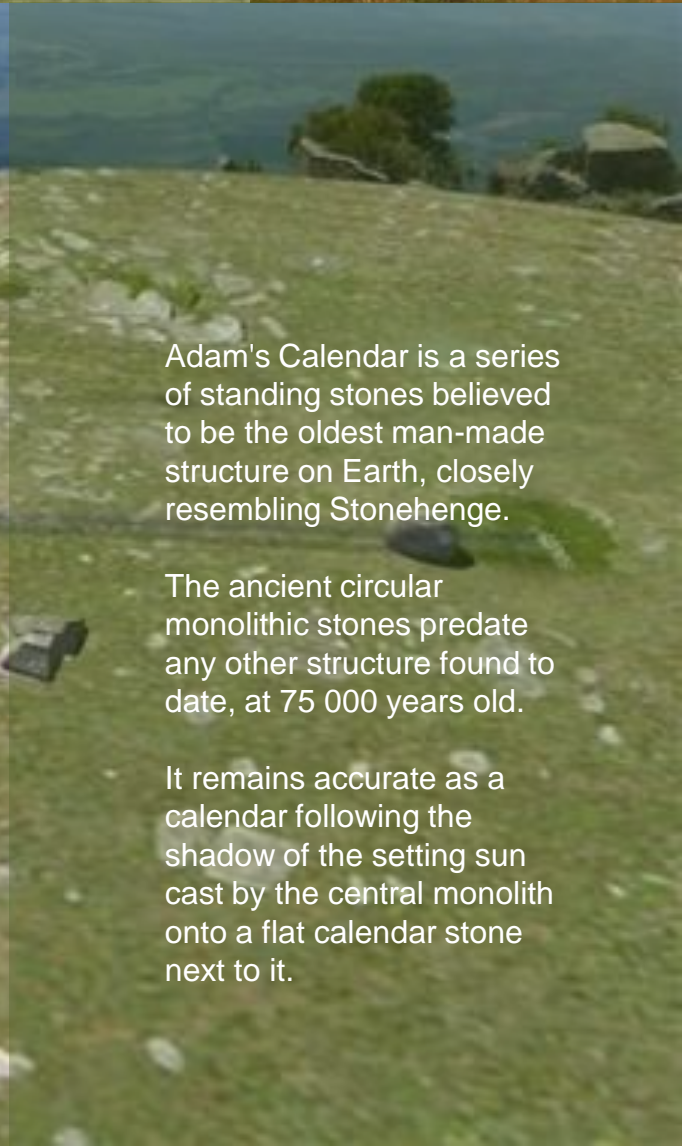 Adam's Calendar is a series
of standing stones believed
to be the oldest man-made
structure on Earth, closely
resembling Stonehenge.
The ancient circular
monolithic stones predate
any other structure found to
date, at 75 000 years old.
It remains accurate as a
calendar following the
shadow of the setting sun
cast by the central monolith
onto a flat calendar stone
next to it.